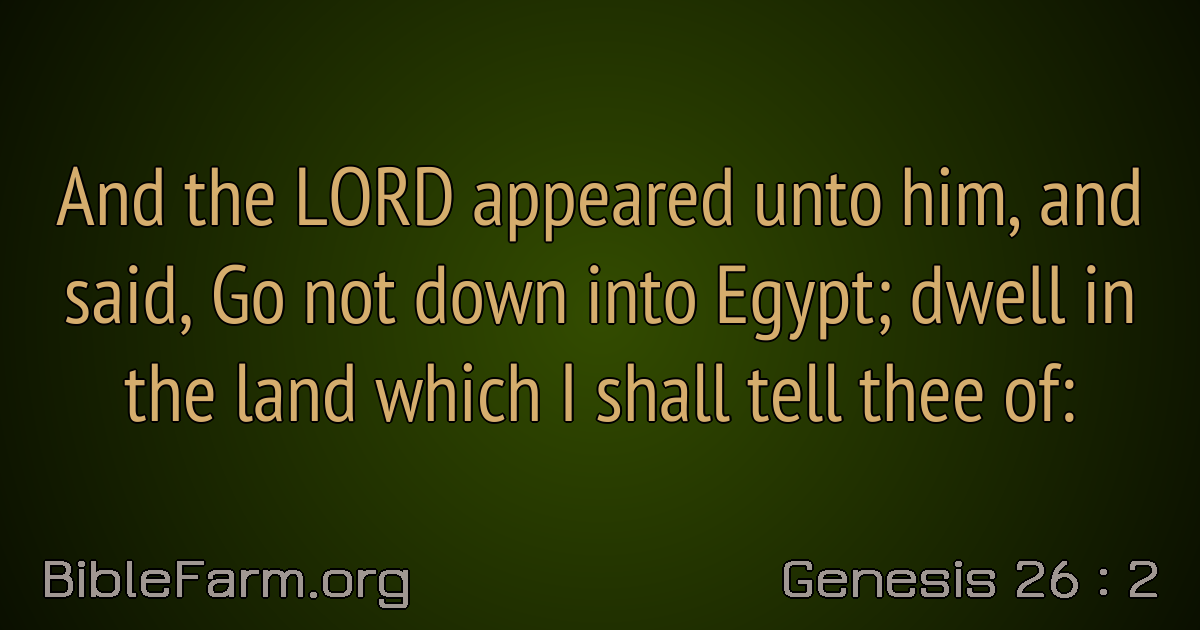 And the LORD appeared unto him, and
said, Go not down into Egypt; dwell in
the land which I shall tell thee of:
BibleFarm.org
Genesis 26 : 2